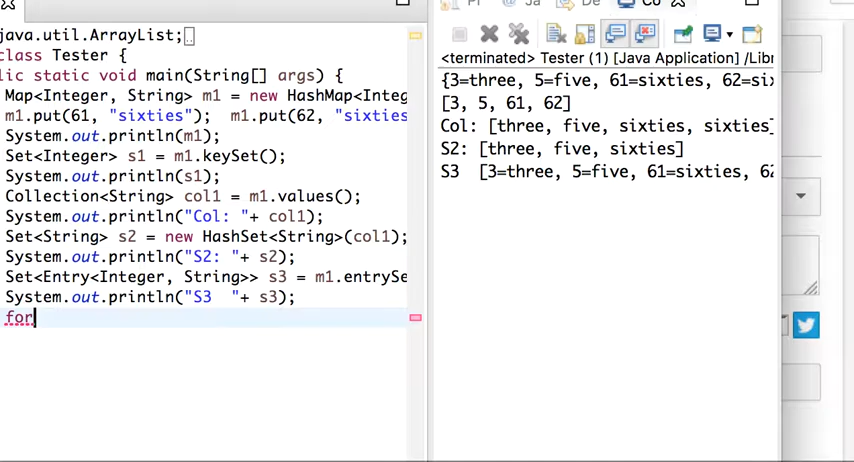 java.util.ArrayList;
class Tester {
lic static void main(String[] args) {
Map<Integer, String> m1 = new HashMap<Integ
m1.put(61, "sixties"); m1.put(62, "sixties
System.out.println(m1);
Set<Integer> s1 = m1.keySet();
System.out.println(s1);
Collection<String> col1 = m1.values();
System.out.println("Col: "+ col1);
Set<String> s2 = new HashSet<String>(col1);
System.out.println("S2: "+ s2);
Set<Entry<Integer, String>> s3 = m1.entrySe
System.out.println("S3  "+ s3);
for
Ja
De
Co
<terminated> Tester (1) [Java Application] /Libr
{3=three, 5=five, 61=sixties, 62=six
[3, 5, 61, 62]
Col: [three, five, sixties, sixties]
S2: [three, five, sixties]
S3  [3=three, 5=five, 61=sixties, 62